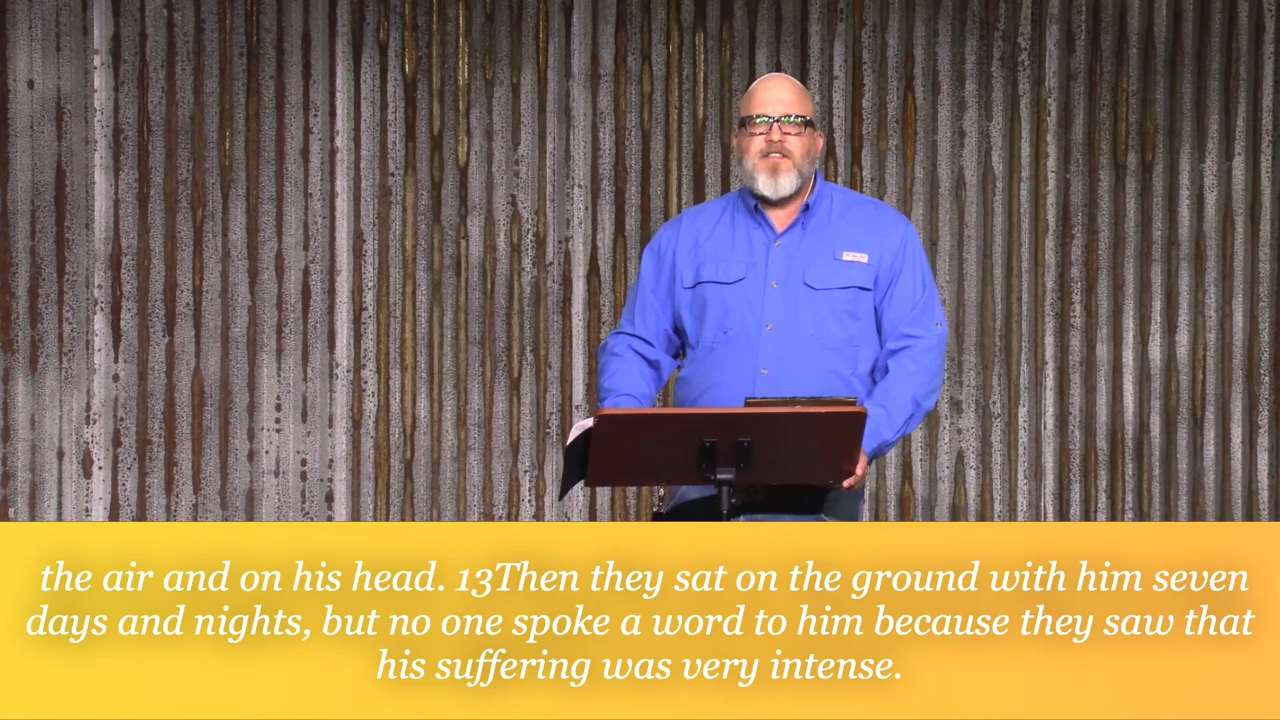 the air and on his head. 13Then they sat on the ground with him seven
days and nights, but no one spoke a word to him because they saw that
his suffering was very intense.